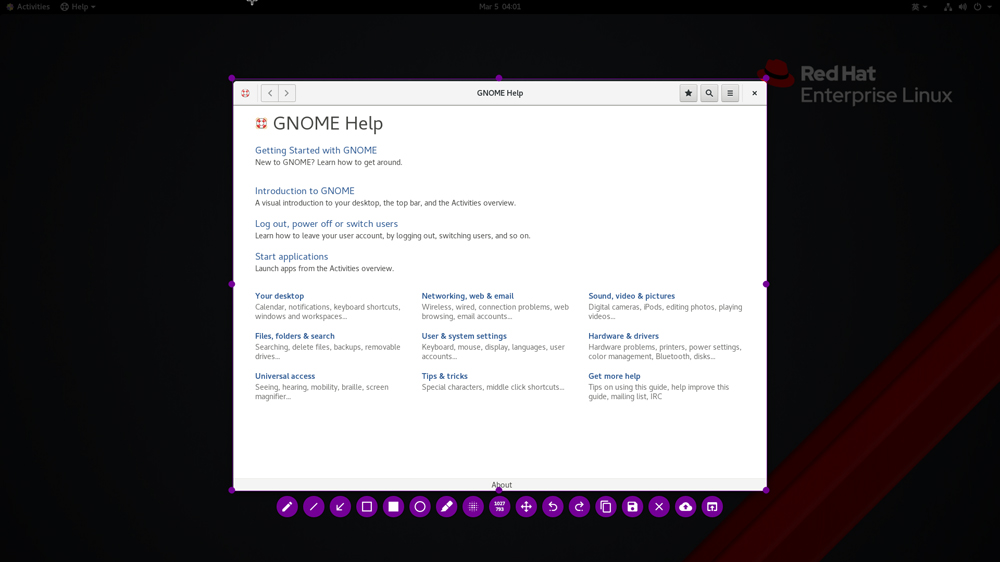 Activities
Help
Mar 5 04:01
英
Red Hat
Enterprise Linux
GNOME Help
GNOME Help
Getting Started with GNOME
New to GNOME? Learn how to get around.
Introduction to GNOME
A visual introduction to your desktop, the top bar, and the Activities overview.
Log out, power off or switch users
Learn how to leave your user account, by logging out, switching users, and so on.
Start applications
Launch apps from the Activities overview.
Your desktop
Calendar, notifications, keyboard shortcuts,
windows and workspaces...
Networking, web & email
Wireless, wired, connection problems, web
browsing, email accounts...
Sound, video & pictures
Digital cameras, iPods, editing photos, playing
videos...
Files, folders & search
Searching, delete files, backups, removable
drives...
User & system settings
Keyboard, mouse, display, languages, user
accounts...
Hardware & drivers
Hardware problems, printers, power settings,
color management, Bluetooth, disks...
Universal access
Seeing, hearing, mobility, braille, screen
magnifier...
Tips & tricks
Special characters, middle click shortcuts...
Get more help
Tips on using this guide, help improve this
guide, mailing list, IRC
About
1027
793